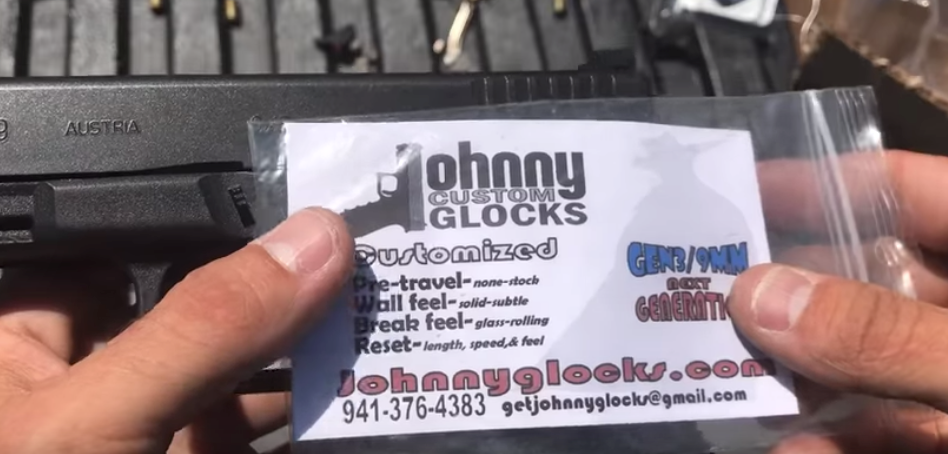 9
AUSTRIA
Johnny
CUSTOM
GLOCKS
Customized
Pre-travel-none-stock
Wall feel-solid-subtle
Break feel-glass-rolling
Reset-length, speed,& feel
GEN3/9MM
NEXT
johnnyglocks.com
941-376-4383 getjohnnyglocks@gmail.com